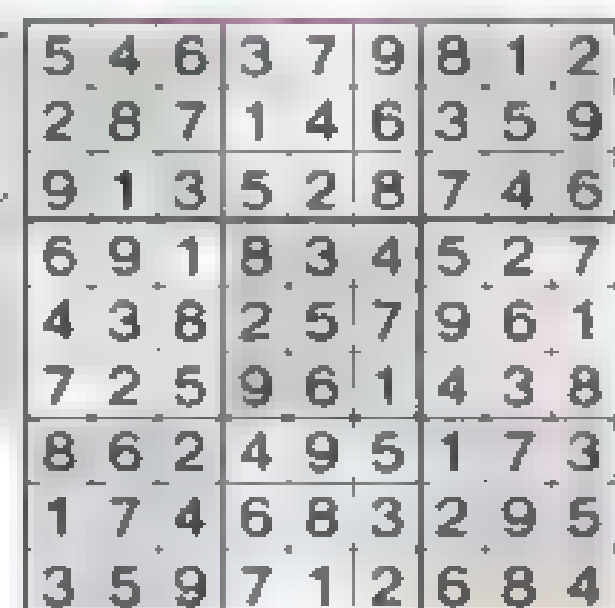 5 4 6 3 7 9 8 1 2
2 8 7 1 4 6 3 5 9
9 1 3 5 2 8 7 4 6
6 9 1 8 3 4 5 2 7
4 3 8 2 5 7 9 6 1
7 2 5 9 6 1 4 3 8
8 6 2 4 9 5 1 7 3
1 7 4 6 8 3 2 9 5
3 5 9 7 1 2 6 8 4